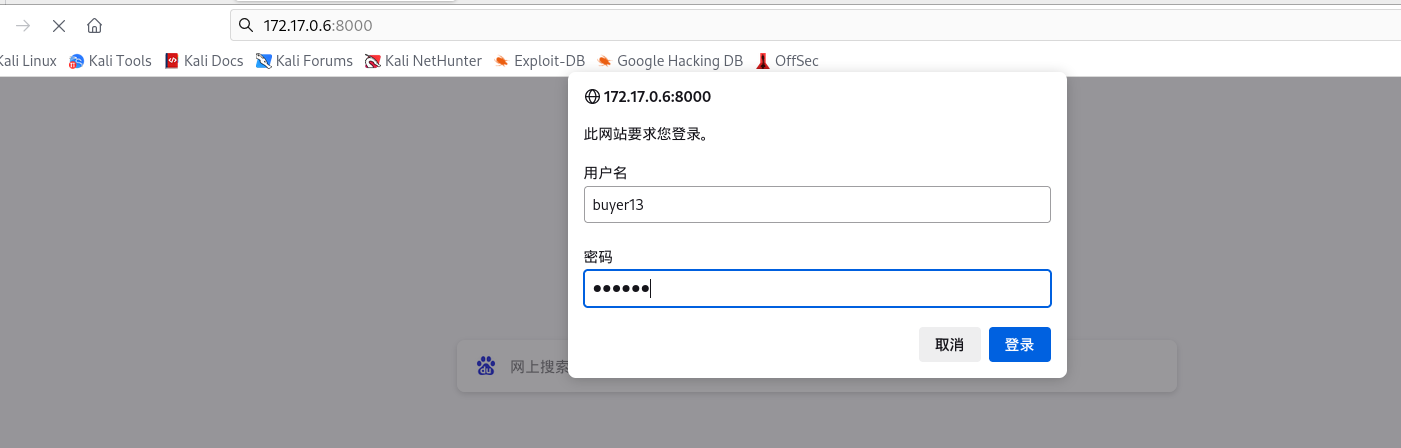 172.17.0.6:8000
Kali Linux Kali Tools Kali Docs Kali Forums Kali NetHunter Exploit-DB Google Hacking DB OffSec
172.17.0.6:8000
此网站要求您登录。
用户名
buyer13
密码
●●●●●●
取消 登录
du 网上搜索